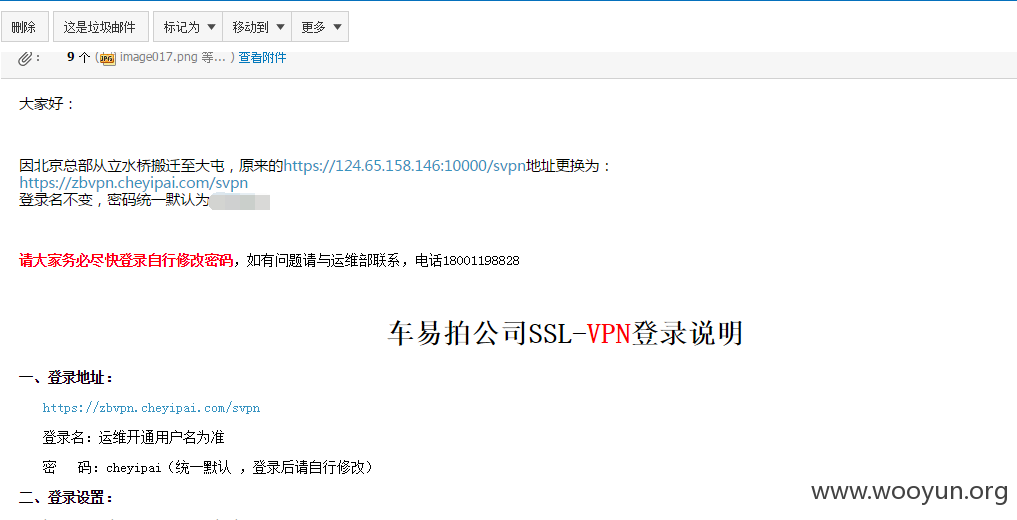 删除 这是垃圾邮件 标记为 移动到 更多
： 9 个 ( image017.png 等... ) 查看附件
大家好：
因北京总部从立水桥搬迁至大屯，原来的https://124.65.158.146:10000/svpn地址更换为：
https://zbvpn.cheyipai.com/svpn
登录名不变，密码统一默认为
请大家务必尽快登录自行修改密码，如有问题请与运维部联系，电话18001198828
车易拍公司SSL-VPN登录说明
一、登录地址：
https://zbvpn.cheyipai.com/svpn
登录名：运维开通用户名为准
密 码：cheyipai（统一默认 ，登录后请自行修改）
二、登录设置：
www.wooyun.org